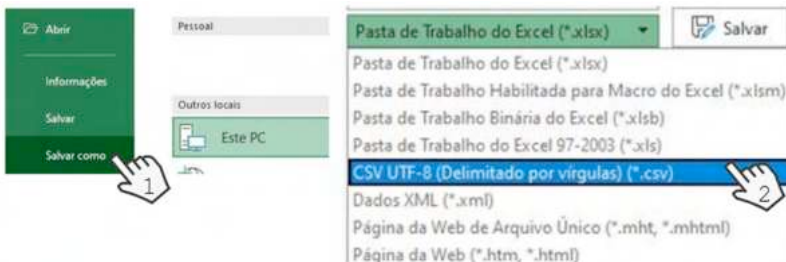 Abrir
Informações
Salvar
Salvar como
1
Pessoal
Outros locais
Este PC
Pasta de Trabalho do Excel (*.xlsx)
Salvar
Pasta de Trabalho do Excel (*.xlsx)
Pasta de Trabalho Habilitada para Macro do Excel (*.xlsm)
Pasta de Trabalho Binária do Excel (*.xlsb)
Pasta de Trabalho do Excel 97-2003 (*.xls)
CSV UTF-8 (Delimitado por vírgulas) (*.csv)
2
Dados XML (*.xml)
Página da Web de Arquivo Único (*.mht, *.mhtml)
Página da Web (*.htm, *.html)